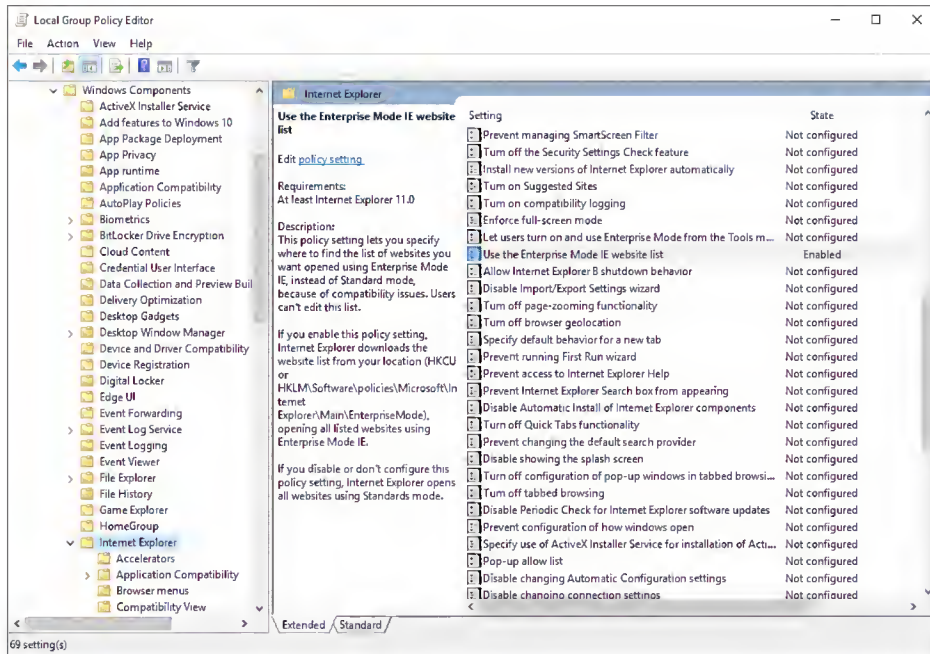 Local Group Policy Editor
File Action View Help
Windows Components
ActiveX Installer Service
Add features to Windows 10
App Package Deployment
App Privacy
App runtime
Application Compatibility
AutoPlay Policies
Biometrics
BitLocker Drive Encryption
Cloud Content
Credential User Interface
Data Collection and Preview Buil
Delivery Optimization
Desktop Gadgets
Desktop Window Manager
Device and Driver Compatibility
Device Registration
Digital Locker
Edge UI
Event Forwarding
Event Log Service
Event Logging
Event Viewer
File Explorer
File History
Game Explorer
HomeGroup
Internet Explorer
Accelerators
Application Compatibility
Browser menus
Compatibility View
Internet Explorer
Use the Enterprise Mode IE website
list
Edit policy setting
Requirements:
At least Internet Explorer 11.0
Description:
This policy setting lets you specify
where to find the list of websites you
want opened using Enterprise Mode
IE, instead of Standard mode,
because of compatibility issues. Users
can't edit this list.
If you enable this policy setting,
Internet Explorer downloads the
website list from your location (HKCU
or
HKLM\Software\policies\Microsoft\In
ternet
Explorer\Main\EnterpriseMode),
opening all listed websites using
Enterprise Mode IE.
If you disable or don't configure this
policy setting, Internet Explorer opens
all websites using Standards mode.
Setting State
Prevent managing SmartScreen Filter Not configured
Turn off the Security Settings Check feature Not configured
Install new versions of Internet Explorer automatically Not configured
Turn on Suggested Sites Not configured
Turn on compatibility logging Not configured
Enforce full-screen mode Not configured
Let users turn on and use Enterprise Mode from the Tools m... Not configured
Use the Enterprise Mode IE website list Enabled
Allow Internet Explorer 8 shutdown behavior Not configured
Disable Import/Export Settings wizard Not configured
Turn off page-zooming functionality Not configured
Turn off browser geolocation Not configured
Specify default behavior for a new tab Not configured
Prevent running First Run wizard Not configured
Prevent access to Internet Explorer Help Not configured
Prevent Internet Explorer Search box from appearing Not configured
Disable Automatic Install of Internet Explorer components Not configured
Turn off Quick Tabs functionality Not configured
Prevent changing the default search provider Not configured
Disable showing the splash screen Not configured
Turn off configuration of pop-up windows in tabbed browsi... Not configured
Turn off tabbed browsing Not configured
Disable Periodic Check for Internet Explorer software updates Not configured
Prevent configuration of how windows open Not configured
Specify use of ActiveX Installer Service for installation of Acti... Not configured
Pop-up allow list Not configured
Disable changing Automatic Configuration settings Not configured
Disable changing connection settings Not configured
Extended Standard
69 setting(s)